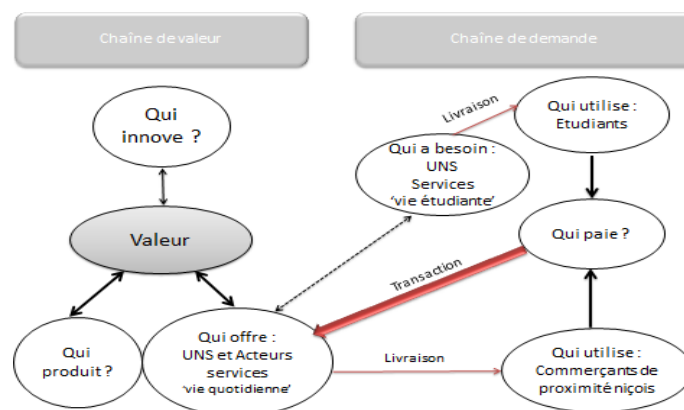 Chaîne de valeur
Chaîne de demande
Qui
innove ?
Livraison
Qui utilise :
Etudiants
Qui a besoin :
UNS
Services
‘vie étudiante’
Valeur
Qui paie ?
Transaction
Qui
produit ?
Qui offre :
UNS et Acteurs
services
‘vie quotidienne’
Livraison
Qui utilise :
Commerçants de
proximité niçois